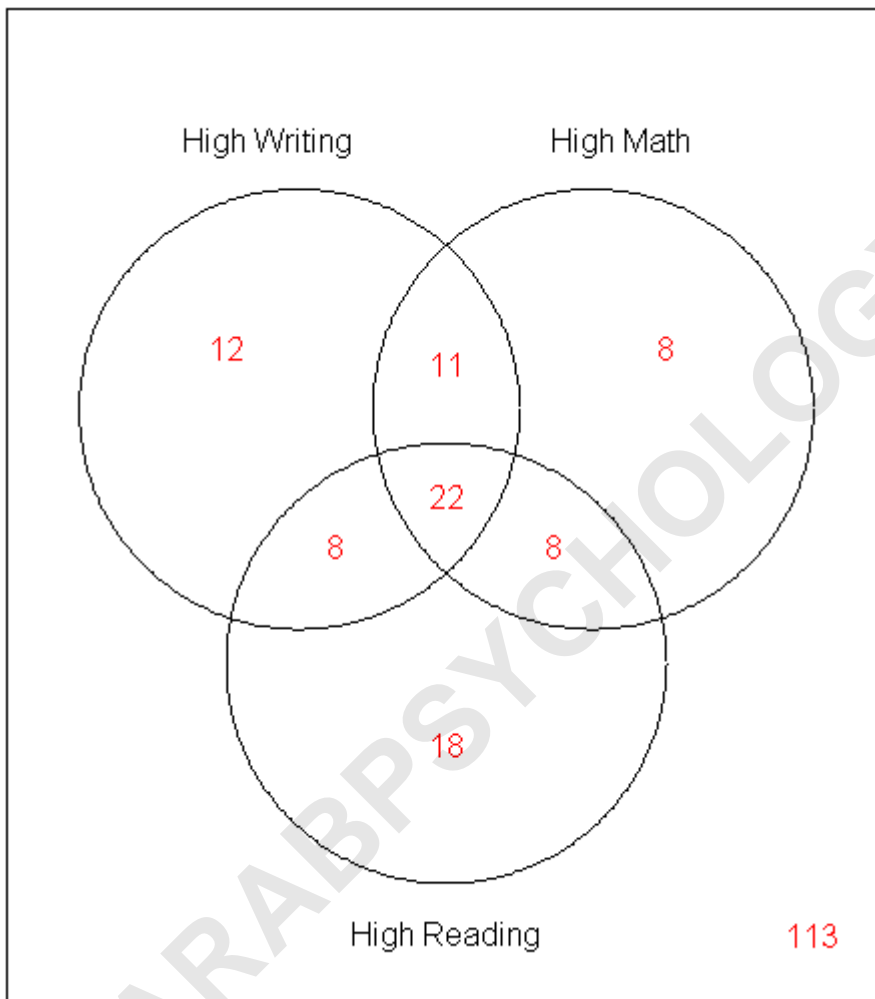 High Writing High Math
12 11 8
22
8 8
18
High Reading 113
ARABPSYCHOLOGY